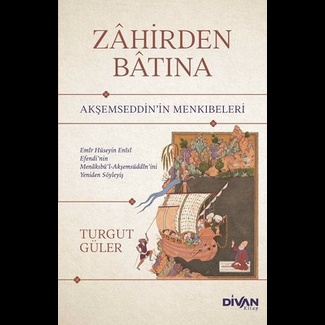 ZÂHİRDEN
BÂTINA
AKŞEMSEDDİN'İN MENKIBELERİ
Emîr Hüseyin Enîsî
Efendi'nin
Menâkıbü'l-Akşemsüddîn'ini
Yeniden Söyleyiş
TURGUT
GÜLER
DİVAN
Kitap